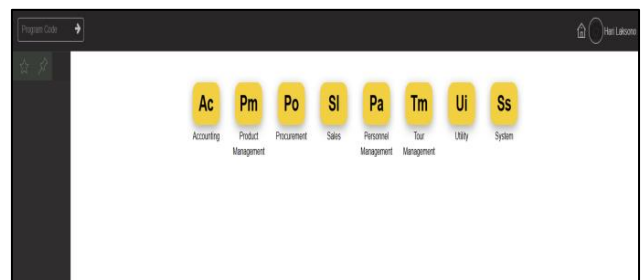 Program Code
Hari Laksono
Ac Pm Po Sl Pa Tm Ui Ss
Accounting Product Procurement Sales Personnel Tour Utility System
Management Management Management